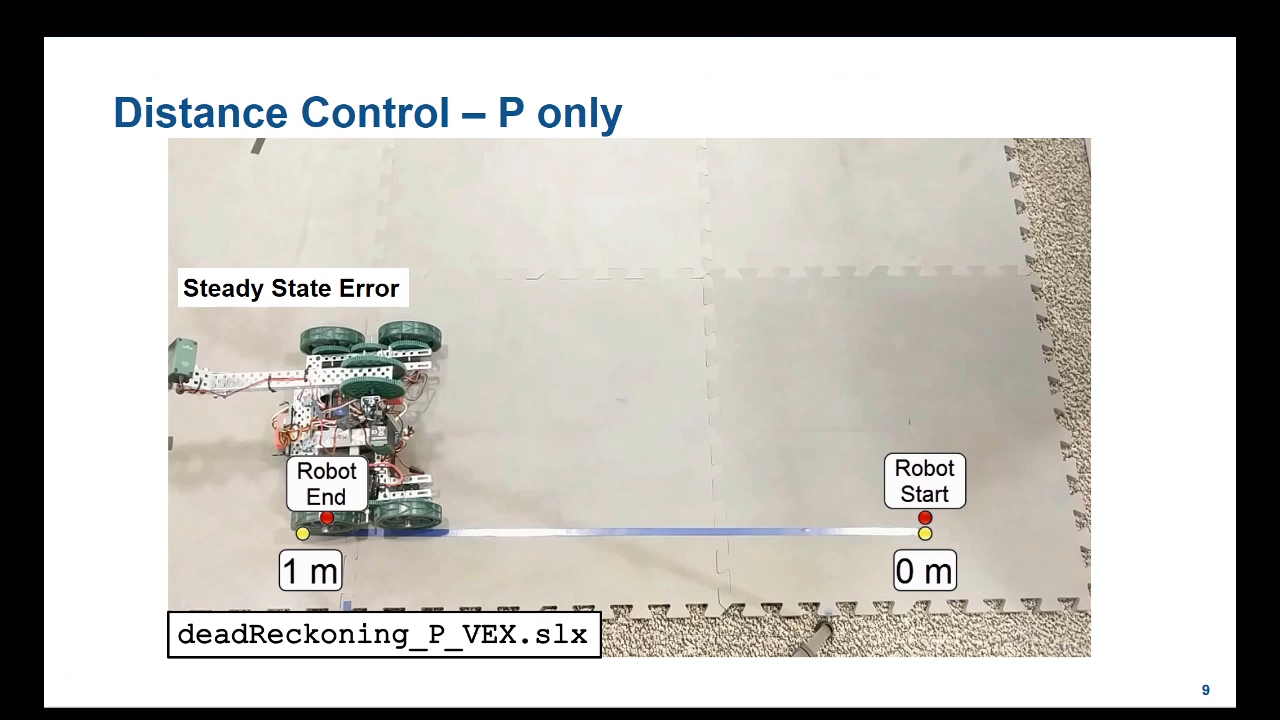 Distance Control – P only
Steady State Error
Robot
End
Robot
Start
1 m
0 m
deadReckoning_P_VEX.slx
9